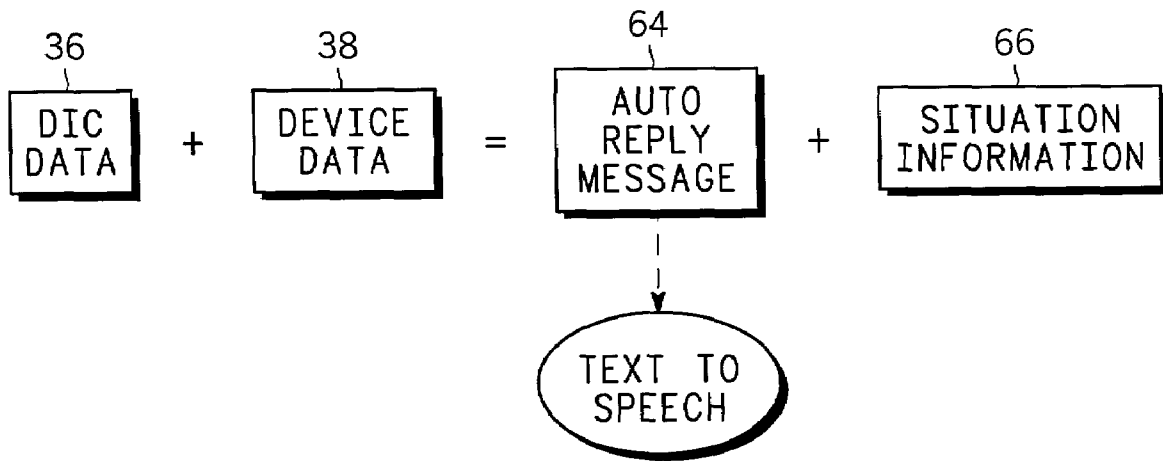 36
38
64
66
DIC
DATA
+
DEVICE
DATA
=
AUTO
REPLY
MESSAGE
+
SITUATION
INFORMATION
TEXT TO
SPEECH